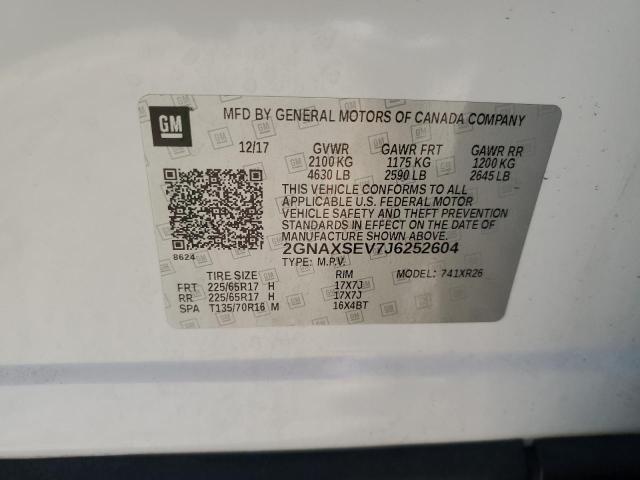 GM
MFD BY GENERAL MOTORS OF CANADA COMPANY
12/17 GVWR GAWR FRT GAWR RR
2100 KG 1175 KG 1200 KG
4630 LB 2590 LB 2645 LB
THIS VEHICLE CONFORMS TO ALL
APPLICABLE U.S. FEDERAL MOTOR
VEHICLE SAFETY AND THEFT PREVENTION
STANDARDS IN EFFECT ON THE DATE OF
MANUFACTURE SHOWN ABOVE.
8624
2GNAXSEV7J6252604
TYPE: M.P.V. MODEL: 741XR26
TIRE SIZE RIM
FRT 225/65R17 H 17X7J
RR 225/65R17 H 17X7J
SPA T135/70R16 M 16X4BT